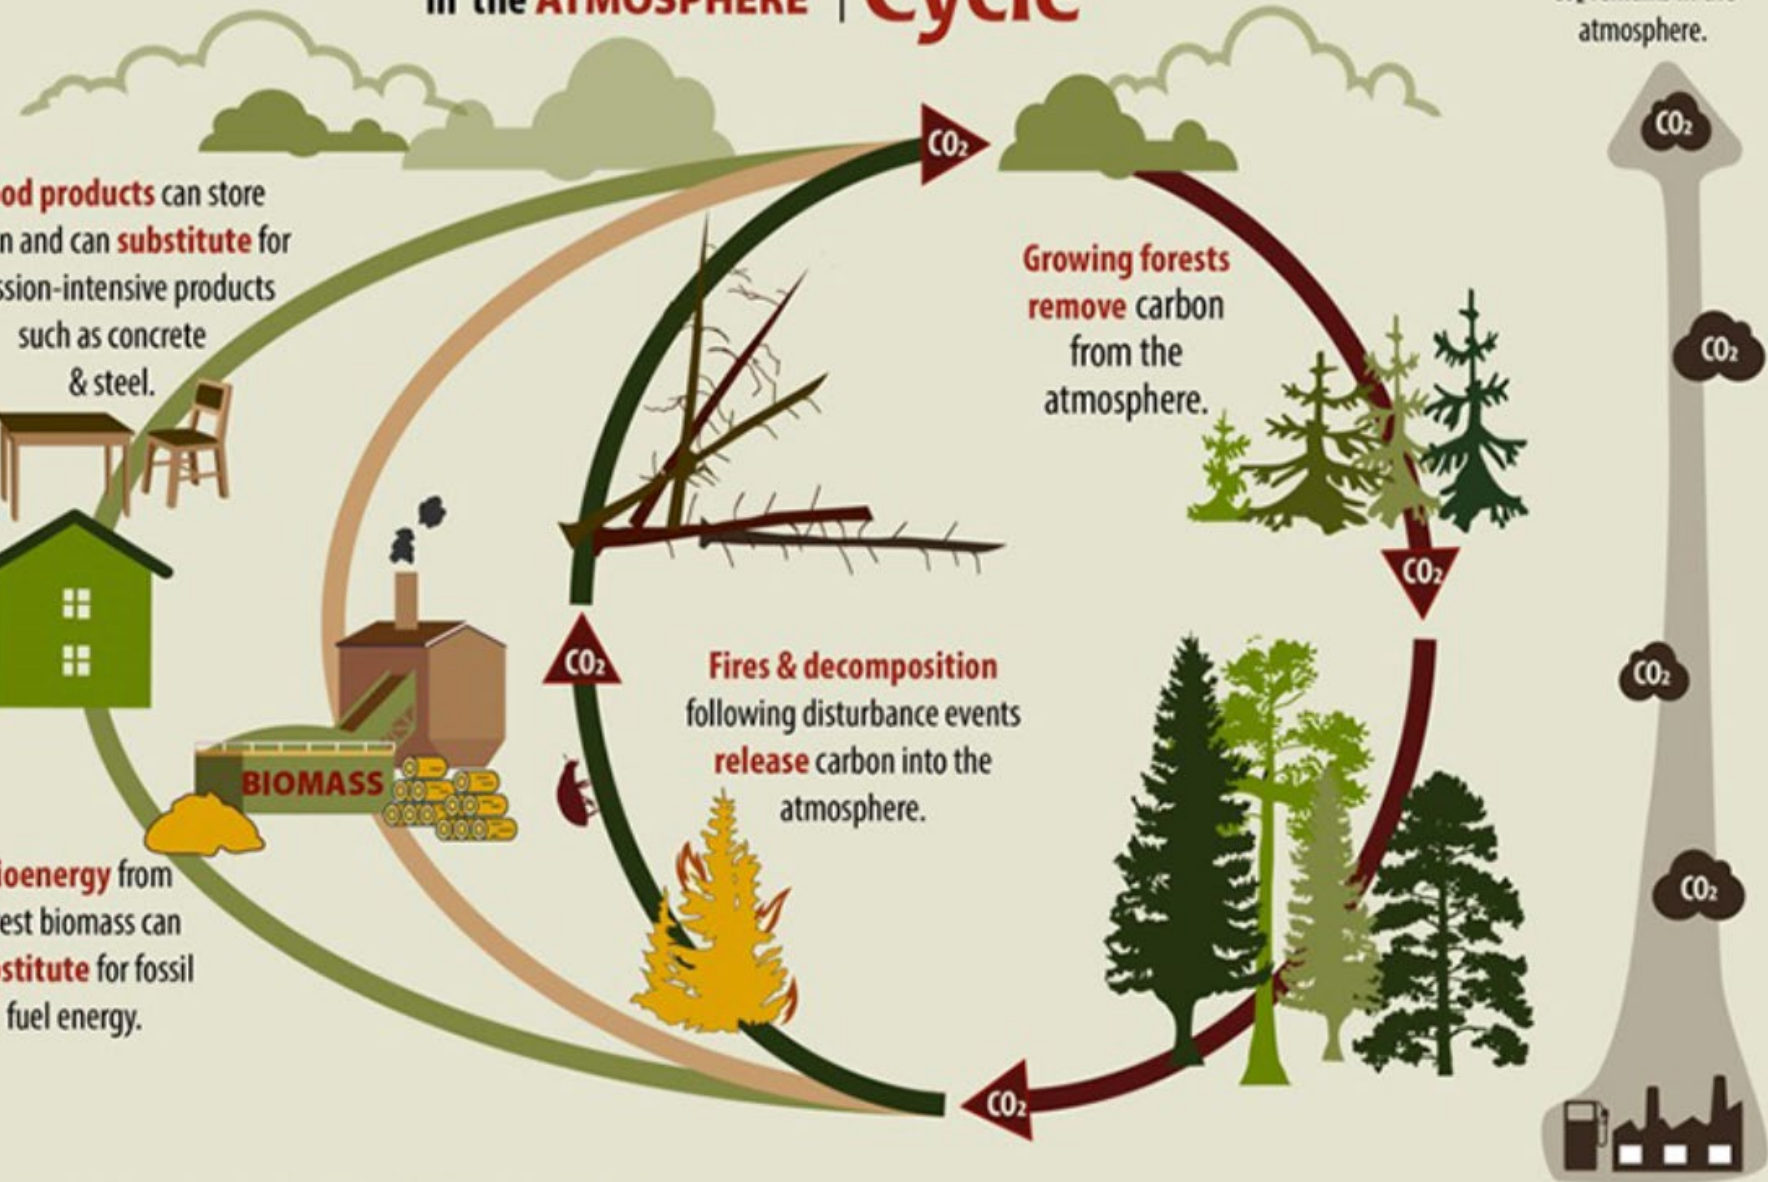 in the ATMOSPHERE | Cycle
atmosphere.
CO₂
CO₂
od products can store
n and can substitute for
ssion-intensive products
such as concrete
& steel.
Growing forests
remove carbon
from the
atmosphere.
CO₂
CO₂
CO₂
Fires & decomposition
following disturbance events
release carbon into the
atmosphere.
CO₂
BIOMASS
ioenergy from
est biomass can
stitute for fossil
fuel energy.
CO₂
CO₂
CO₂